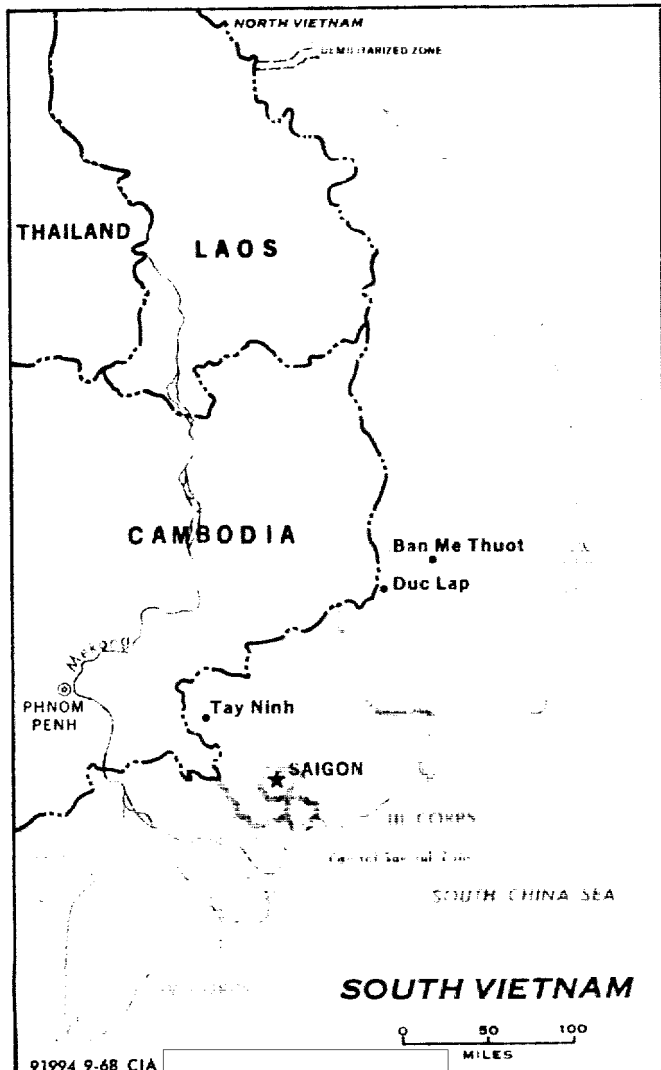 NORTH VIETNAM
DEMILITARIZED ZONE
THAILAND
LAOS
CAMBODIA
Ban Me Thuot
Duc Lap
Mekong
PHNOM
PENH
Tay Ninh
SAIGON
III CORPS
SOUTH CHINA SEA
SOUTH VIETNAM
0 50 100
MILES
91994 9-68 CIA